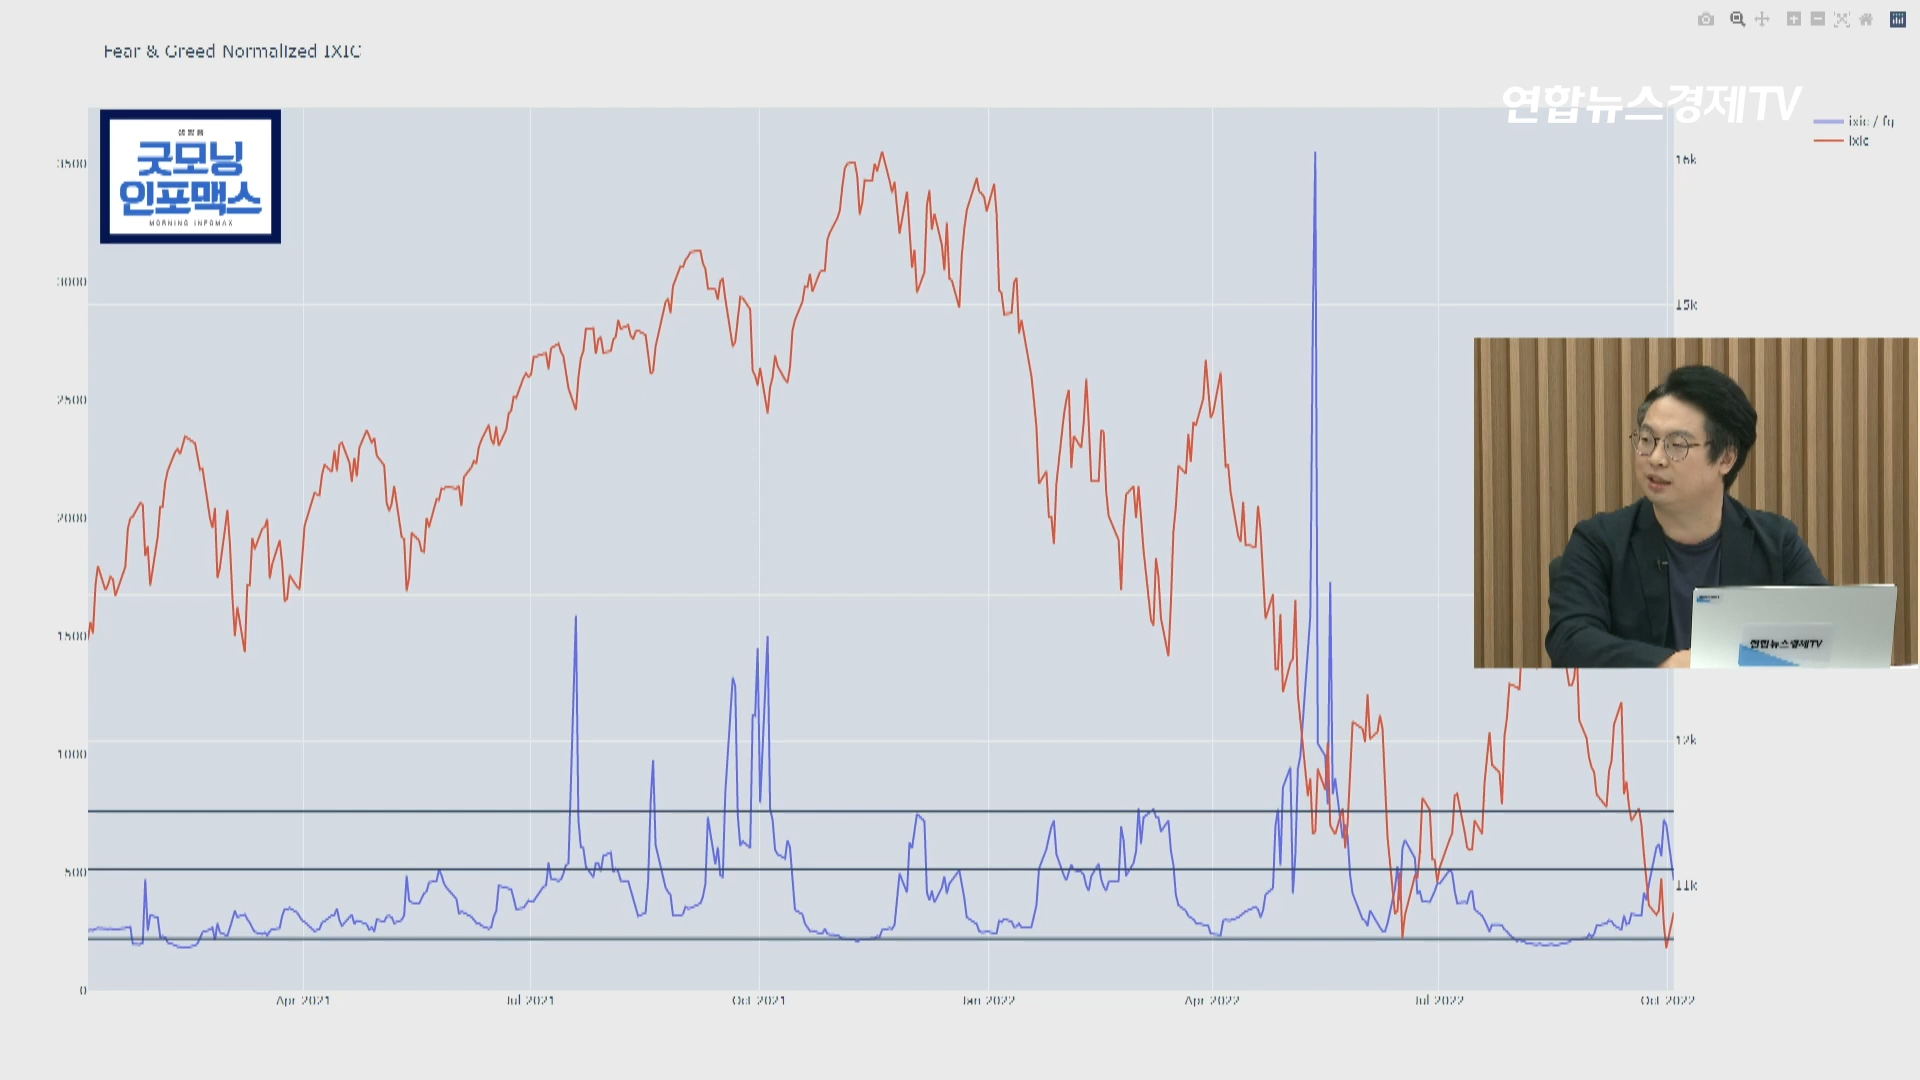 Fear & Greed Normalized IXIC
연합뉴스경제TV
생방송
굿모닝
인포맥스
MORNING INFOMAX
ixic / fg
ixic
3500
3000
2500
2000
1500
1000
500
0
16k
15k
12k
11k
Apr 2021
Jul 2021
Oct 2021
Jan 2022
Apr 2022
Jul 2022
Oct 2022
연합뉴스경제TV